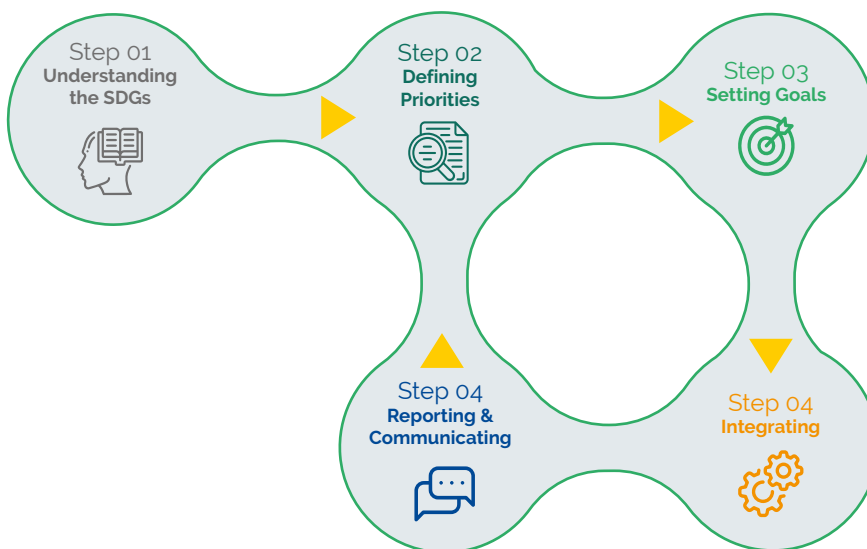 Step 01
Understanding
the SDGs
Step 02
Defining
Priorities
Step 03
Setting Goals
Step 04
Reporting &
Communicating
Step 04
Integrating